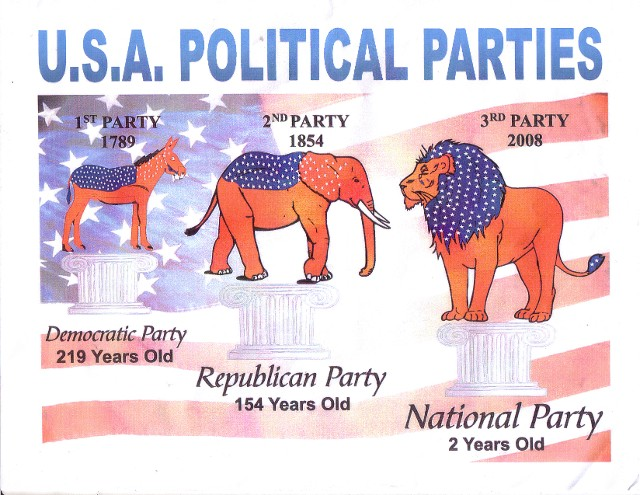 U.S.A. POLITICAL PARTIES
1ST PARTY
1789
2ND PARTY
1854
3RD PARTY
2008
Democratic Party
219 Years Old
Republican Party
154 Years Old
National Party
2 Years Old